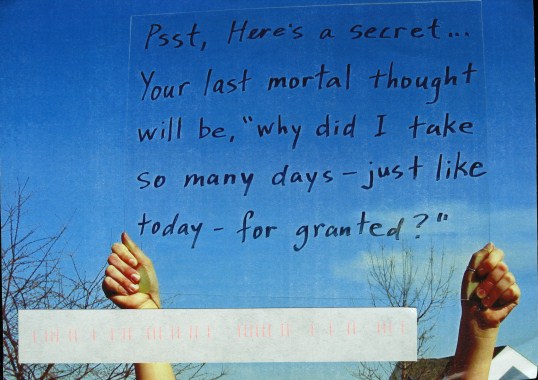 Psst, Here's a secret...
Your last mortal thought
will be, "why did I take
so many days - just like
today - for granted?"